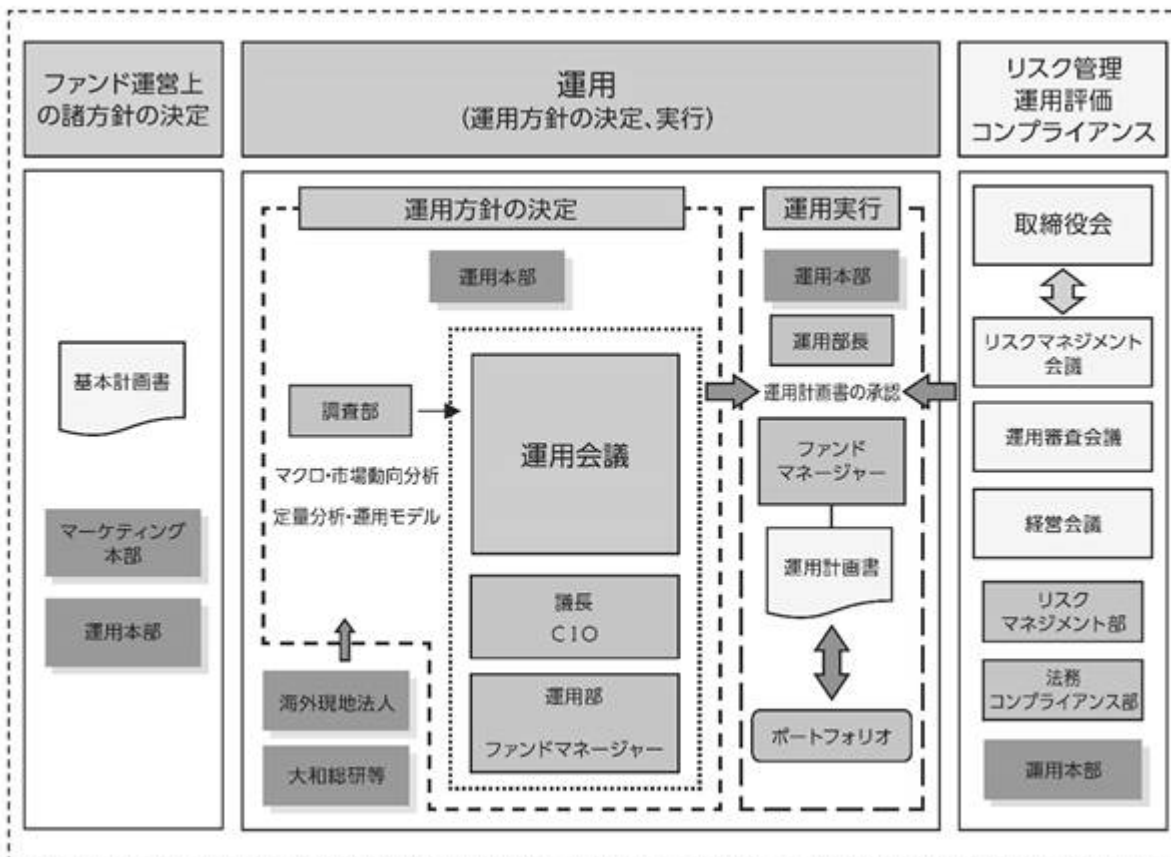 ファンド運営上
の諸方針の決定
運用
(運用方針の決定、実行)
リスク管理
運用評価
コンプライアンス
基本計画書
マーケティング
本部
運用本部
運用方針の決定
運用本部
調査部
マクロ・市場動向分析
定量分析・運用モデル
海外現地法人
大和総研等
運用会議
議長
CIO
運用部
ファンドマネージャー
運用実行
運用本部
運用部長
運用計画書の承認
ファンド
マネージャー
運用計画書
ポートフォリオ
取締役会
リスクマネジメント
会議
運用審査会議
経営会議
リスク
マネジメント部
法務
コンプライアンス部
運用本部